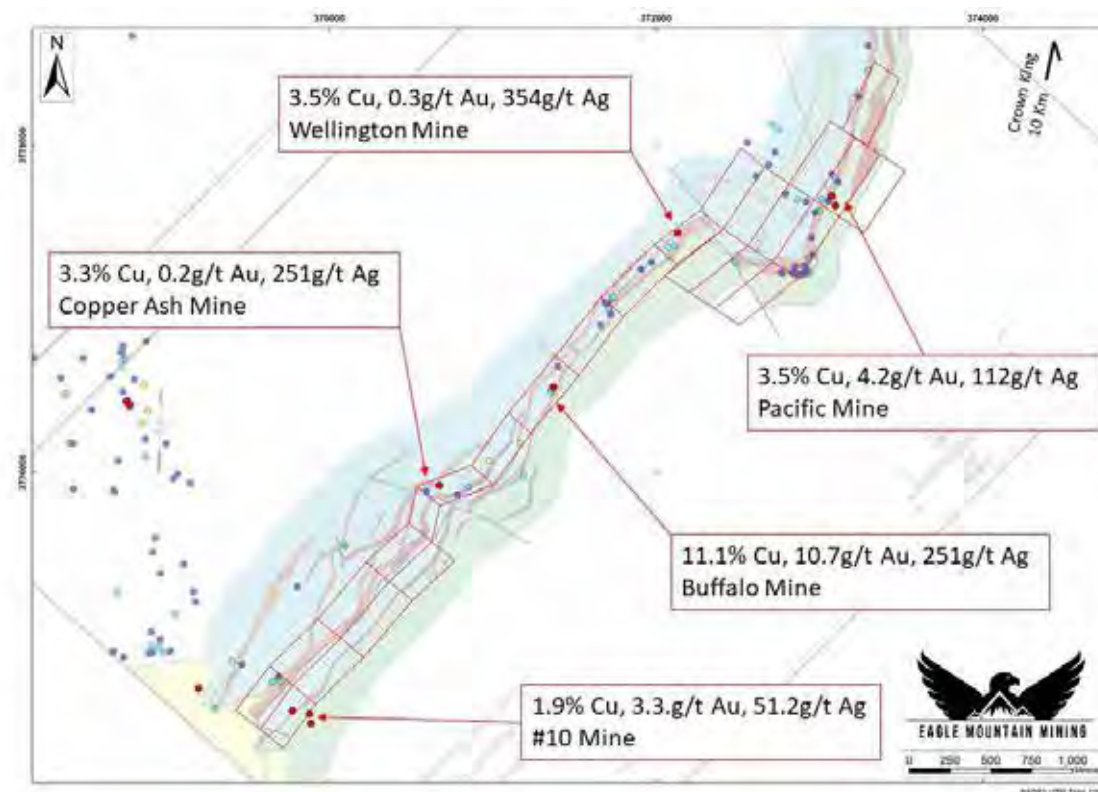 370000
372000
374000
N
3.5% Cu, 0.3g/t Au, 354g/t Ag
Wellington Mine
Crown King
10 Km
3.3% Cu, 0.2g/t Au, 251g/t Ag
Copper Ash Mine
3.5% Cu, 4.2g/t Au, 112g/t Ag
Pacific Mine
11.1% Cu, 10.7g/t Au, 251g/t Ag
Buffalo Mine
1.9% Cu, 3.3.g/t Au, 51.2g/t Ag
#10 Mine
EAGLE MOUNTAIN MINING
0 250 500 750 1,000